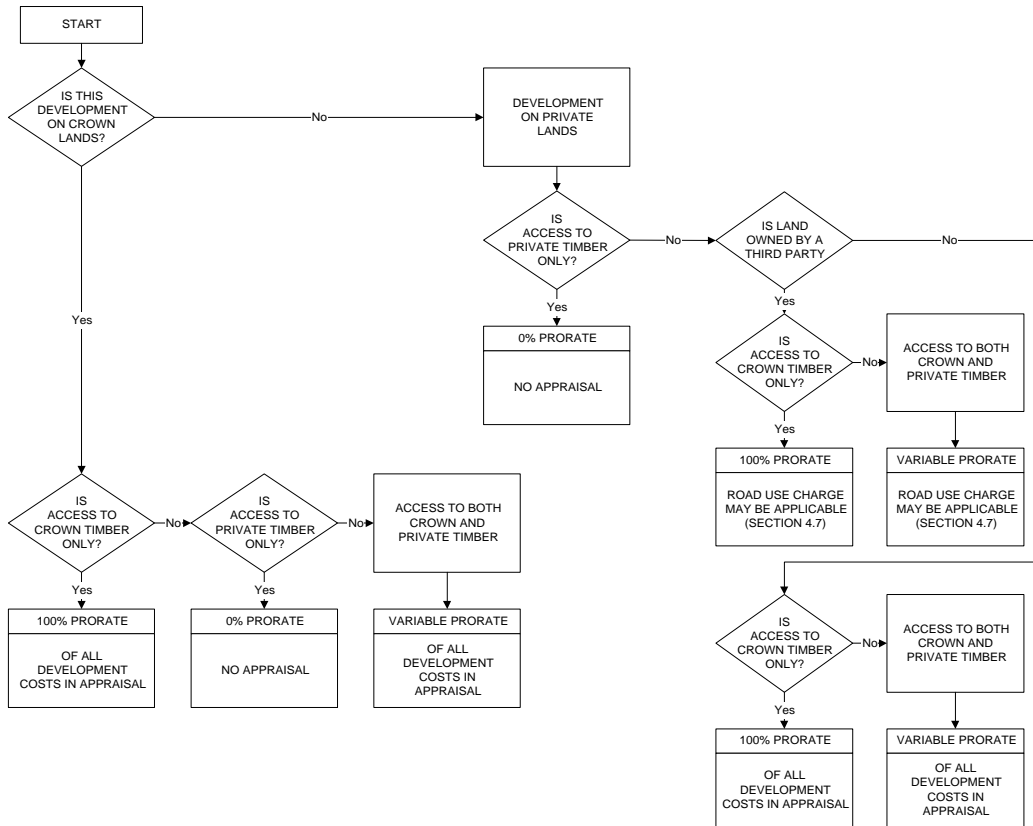 START
IS THIS
DEVELOPMENT
ON CROWN
LANDS?
No
DEVELOPMENT
ON PRIVATE
LANDS
IS
ACCESS TO
PRIVATE TIMBER
ONLY?
No
IS LAND
OWNED BY A
THIRD PARTY
No
Yes
Yes
Yes
0% PRORATE
NO APPRAISAL
IS
ACCESS TO
CROWN TIMBER
ONLY?
No
ACCESS TO BOTH
CROWN AND
PRIVATE TIMBER
Yes
100% PRORATE
ROAD USE CHARGE
MAY BE APPLICABLE
(SECTION 4.7)
VARIABLE PRORATE
ROAD USE CHARGE
MAY BE APPLICABLE
(SECTION 4.7)
IS
ACCESS TO
CROWN TIMBER
ONLY?
No
IS
ACCESS TO
PRIVATE TIMBER
ONLY?
No
ACCESS TO BOTH
CROWN AND
PRIVATE TIMBER
Yes
Yes
100% PRORATE
OF ALL
DEVELOPMENT
COSTS IN APPRAISAL
0% PRORATE
NO APPRAISAL
VARIABLE PRORATE
OF ALL
DEVELOPMENT
COSTS IN
APPRAISAL
IS
ACCESS TO
CROWN TIMBER
ONLY?
No
ACCESS TO BOTH
CROWN AND
PRIVATE TIMBER
Yes
100% PRORATE
OF ALL
DEVELOPMENT
COSTS IN APPRAISAL
VARIABLE PRORATE
OF ALL
DEVELOPMENT
COSTS IN
APPRAISAL